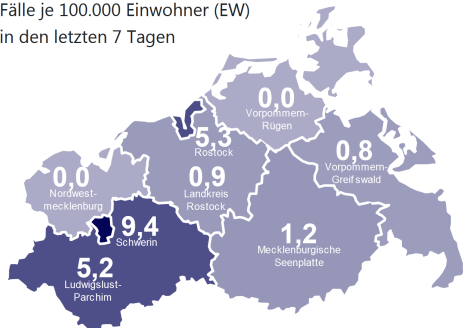 Fälle je 100.000 Einwohner (EW)
in den letzten 7 Tagen
0,0
Vorpommern-
Rügen
5,3
Rostock
0,8
Vorpommern-
Greifswald
0,0
Nordwest-
mecklenburg
0,9
Landkreis
Rostock
9,4
Schwerin
1,2
Mecklenburgische
Seenplatte
5,2
Ludwigslust-
Parchim